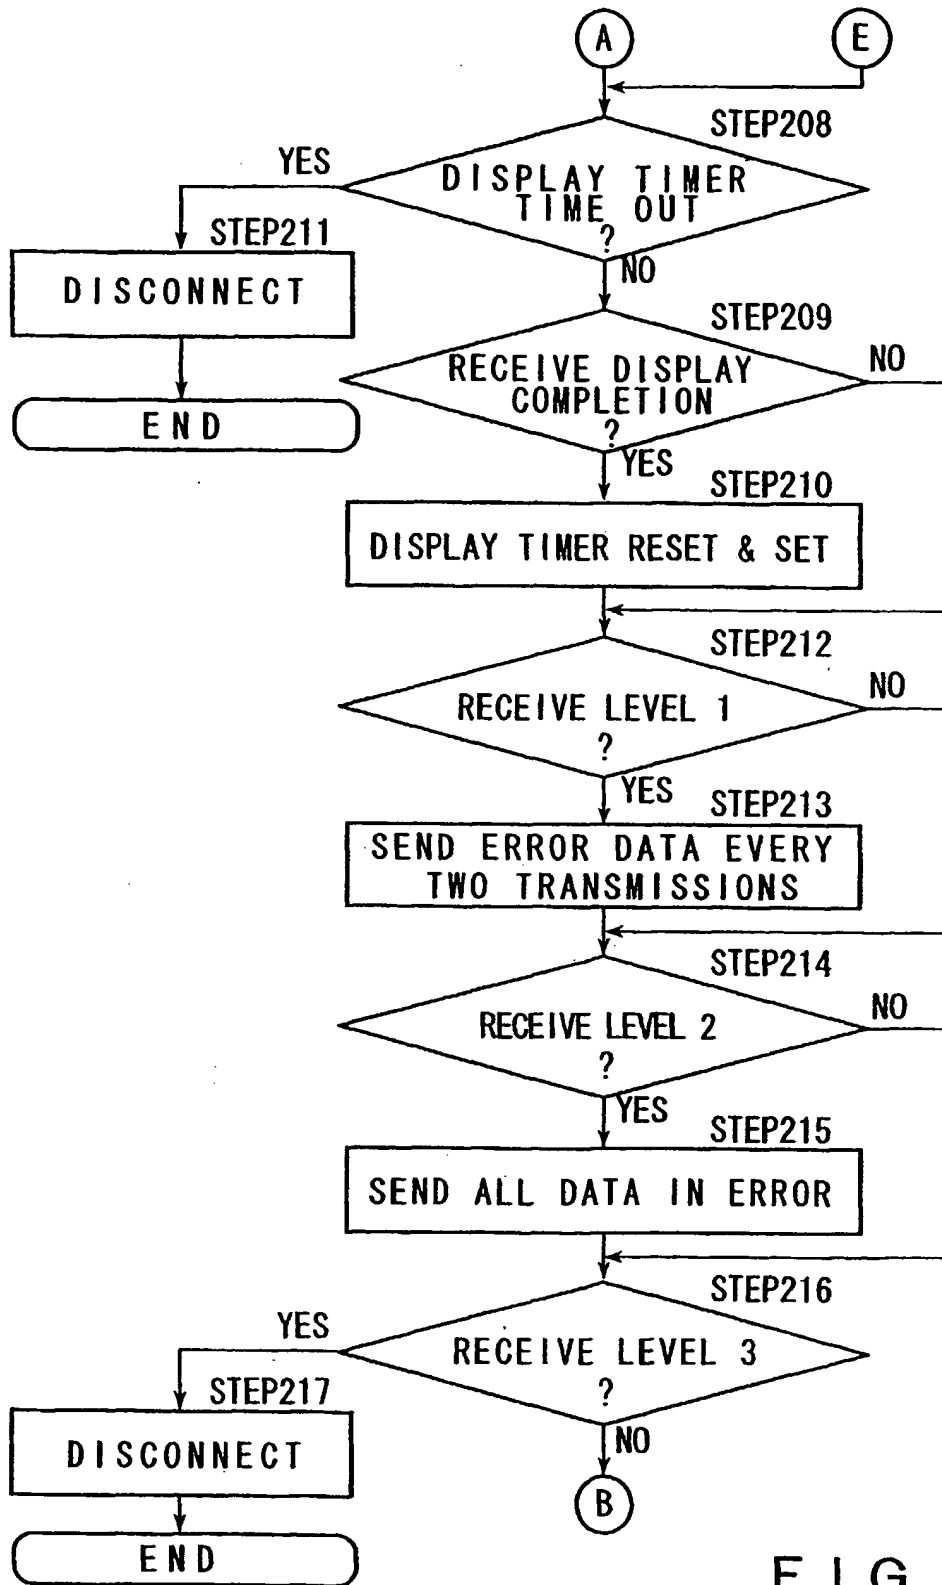 A
E
STEP208
YES
DISPLAY TIMER
TIME OUT
?
STEP211
NO
DISCONNECT
STEP209
NO
RECEIVE DISPLAY
COMPLETION
?
END
YES
STEP210
DISPLAY TIMER RESET & SET
STEP212
NO
RECEIVE LEVEL 1
?
YES
STEP213
SEND ERROR DATA EVERY
TWO TRANSMISSIONS
STEP214
NO
RECEIVE LEVEL 2
?
YES
STEP215
SEND ALL DATA IN ERROR
STEP216
YES
RECEIVE LEVEL 3
?
STEP217
NO
DISCONNECT
B
END
FIG